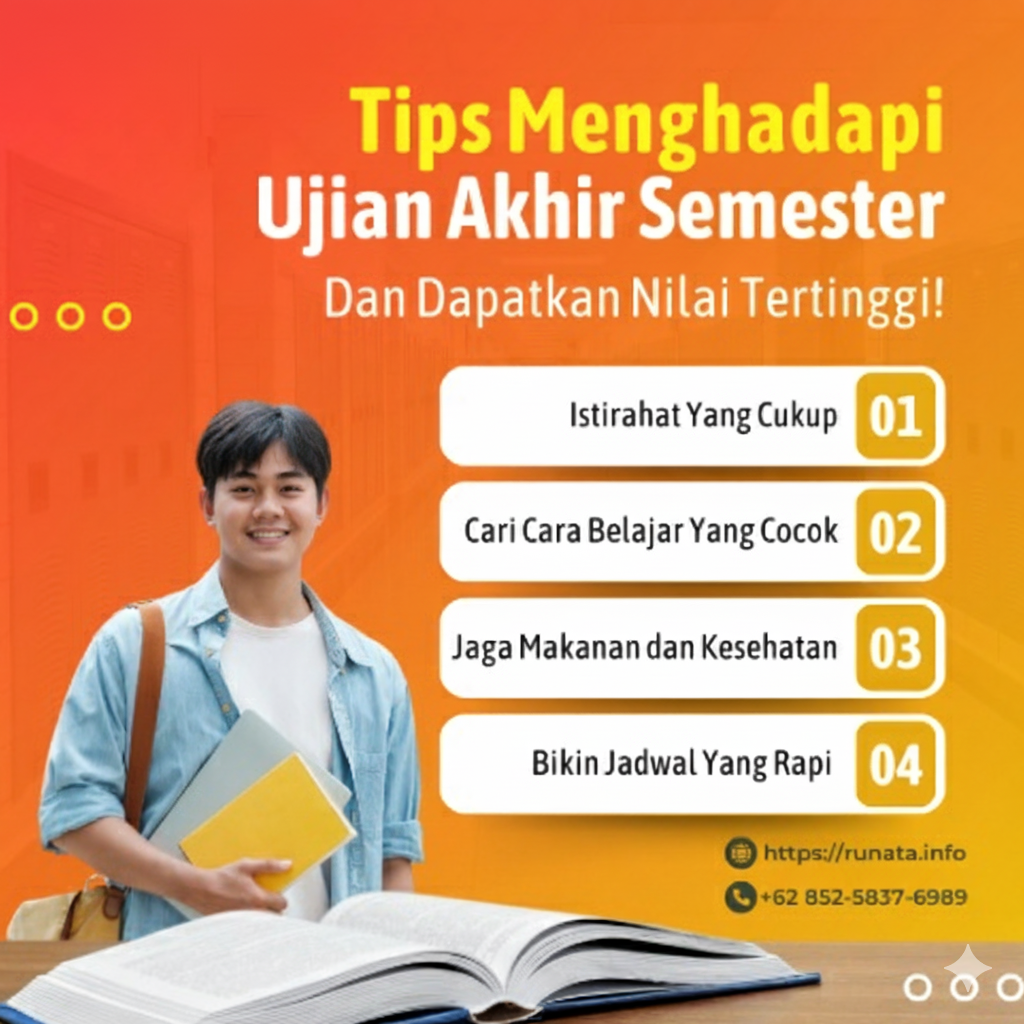 Tips Menghadapi
Ujian Akhir Semester
Dan Dapatkan Nilai Tertinggi!
Istirahat Yang Cukup 01
Cari Cara Belajar Yang Cocok 02
Jaga Makanan dan Kesehatan 03
Bikin Jadwal Yang Rapi 04
https://runata.info
+62 852-5837-6989